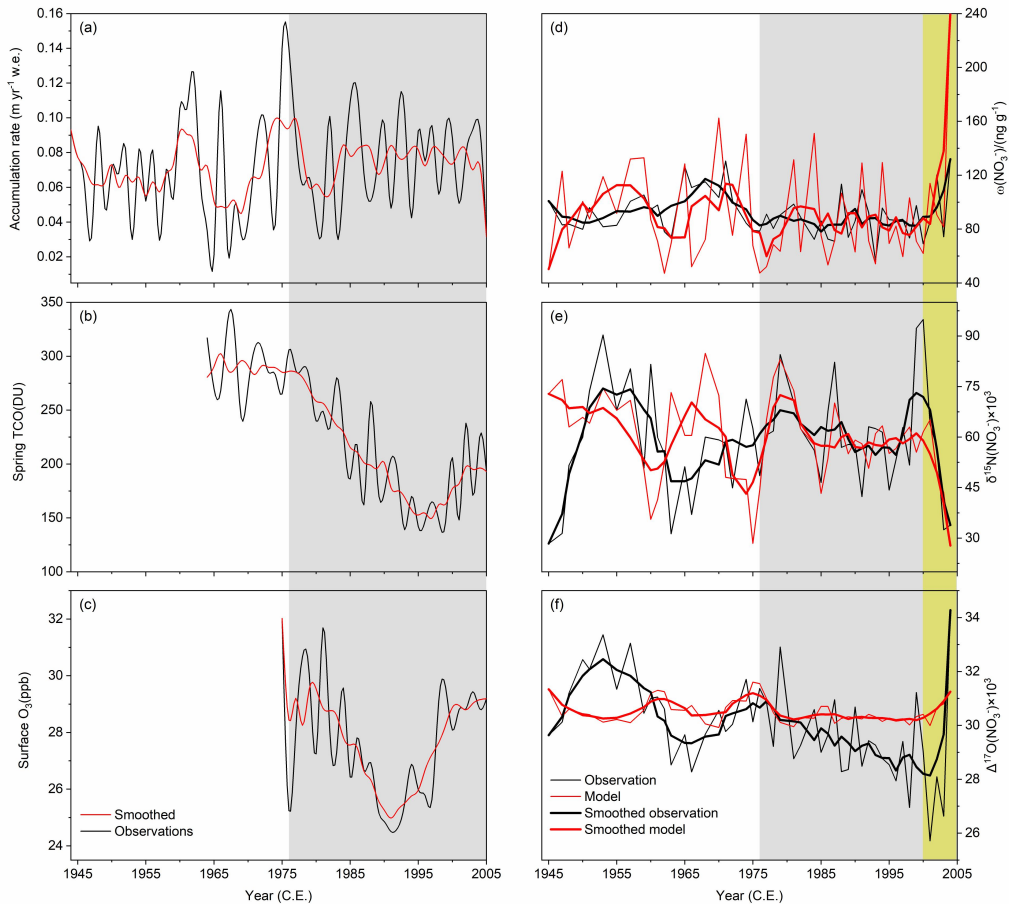 (a)
Accumulation rate (m yr⁻¹ w.e.)
0.16
0.14
0.12
0.10
0.08
0.06
0.04
0.02
(b)
Spring TCO(DU)
350
300
250
200
150
100
(c)
Surface O₃(ppb)
32
30
28
26
24
Smoothed
Observations
1945 1955 1965 1975 1985 1995 2005
Year (C.E.)
(d)
ω(NO₃⁻)/(ng g⁻¹)
240
200
160
120
80
40
(e)
δ¹⁵N(NO₃⁻)×10³
90
75
60
45
30
(f)
Δ¹⁷O(NO₃⁻)×10³
34
32
30
28
26
Observation
Model
Smoothed observation
Smoothed model
1945 1955 1965 1975 1985 1995 2005
Year (C.E.)